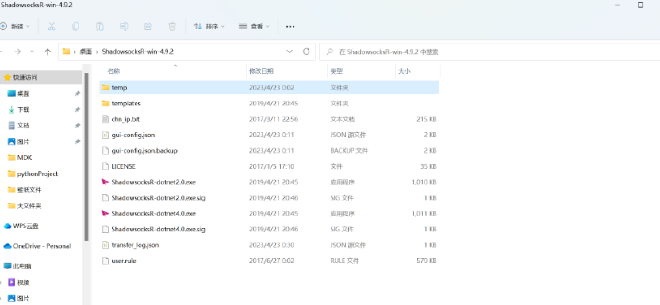 ShadowsocksR-win-4.9.2
新建
排序
查看
桌面 > ShadowsocksR-win-4.9.2
在 ShadowsocksR-win-4.9.2 中搜索
名称 修改日期 类型 大小
快速访问
桌面
下载
文档
图片
MDK
pythonProject
壁纸文件
大文件夹
WPS云盘
OneDrive - Personal
此电脑
视频
图片
temp 2023/4/23 0:02 文件夹
templates 2019/4/21 20:45 文件夹
chn_ip.txt 2017/3/11 22:56 文本文档 215 KB
gui-config.json 2023/4/23 0:11 JSON 源文件 2 KB
gui-config.json.backup 2023/4/23 0:11 BACKUP 文件 2 KB
LICENSE 2017/1/5 17:10 文件 35 KB
ShadowsocksR-dotnet2.0.exe 2019/4/21 20:45 应用程序 1,010 KB
ShadowsocksR-dotnet2.0.exe.sig 2019/4/21 20:46 SIG 文件 1 KB
ShadowsocksR-dotnet4.0.exe 2019/4/21 20:45 应用程序 1,011 KB
ShadowsocksR-dotnet4.0.exe.sig 2019/4/21 20:46 SIG 文件 1 KB
transfer_log.json 2023/4/23 0:30 JSON 源文件 1 KB
user.rule 2017/6/27 0:02 RULE 文件 579 KB